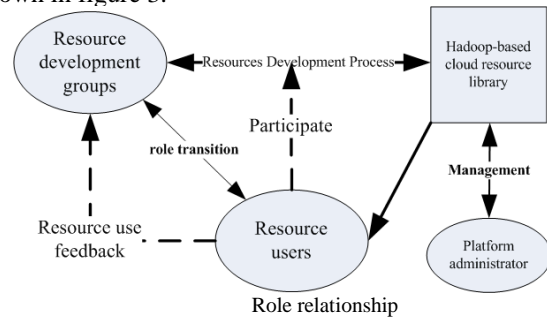 own in figure 3.
Resource
development
groups
Resources Development Process
Hadoop-based
cloud resource
library
Participate
role transition
Management
Resource use
feedback
Resource
users
Platform
administrator
Role relationship